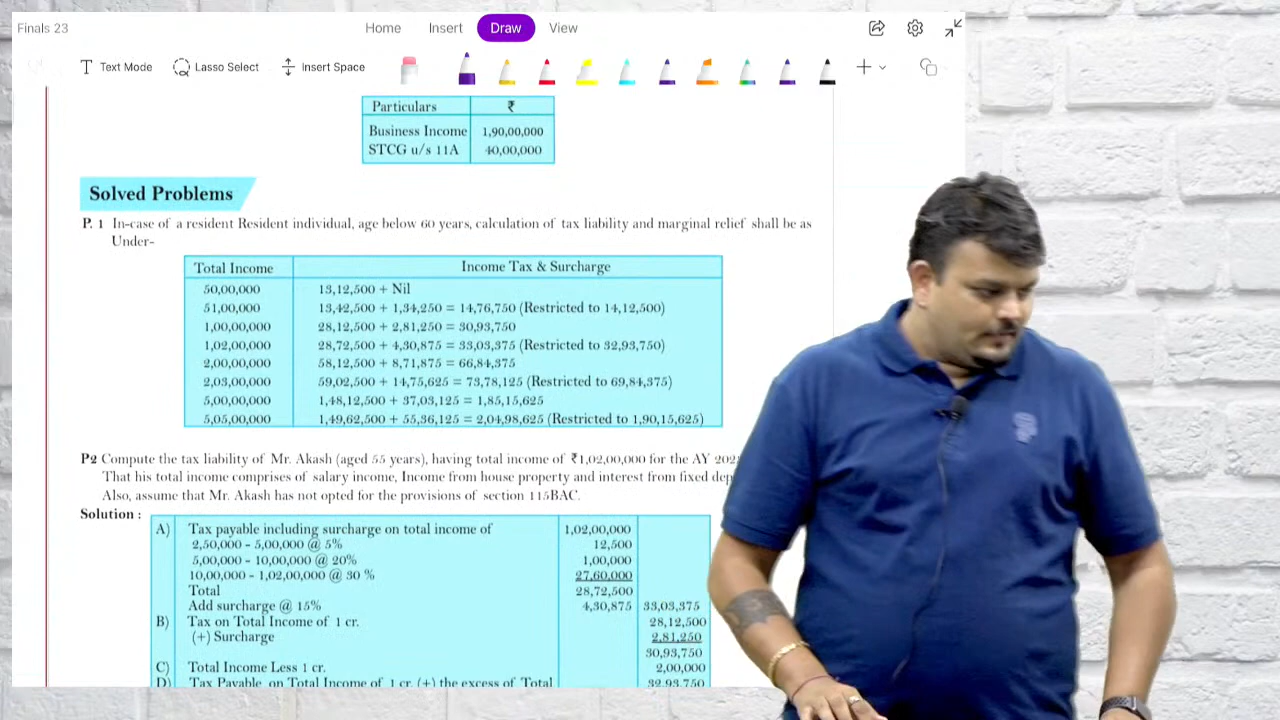 Finals 23
Home Insert Draw View
Text Mode Lasso Select Insert Space
Particulars ₹
Business Income 1,90,00,000
STCG u/s 11A 40,00,000
Solved Problems
P. 1 In-case of a resident Resident individual, age below 60 years, calculation of tax liability and marginal relief shall be as
Under-
Total Income Income Tax & Surcharge
50,00,000 13,12,500 + Nil
51,00,000 13,42,500 + 1,34,250 = 14,76,750 (Restricted to 14,12,500)
1,00,00,000 28,12,500 + 2,81,250 = 30,93,750
1,02,00,000 28,72,500 + 4,30,875 = 33,03,375 (Restricted to 32,93,750)
2,00,00,000 58,12,500 + 8,71,875 = 66,84,375
2,03,00,000 59,02,500 + 14,75,625 = 73,78,125 (Restricted to 69,84,375)
5,00,00,000 1,48,12,500 + 37,03,125 = 1,85,15,625
5,05,00,000 1,49,62,500 + 55,36,125 = 2,04,98,625 (Restricted to 1,90,15,625)
P2 Compute the tax liability of Mr. Akash (aged 55 years), having total income of ₹1,02,00,000 for the AY
That his total income comprises of salary income, Income from house property and interest from fixed
Also, assume that Mr. Akash has not opted for the provisions of section 115BAC.
Solution :
A) Tax payable including surcharge on total income of 1,02,00,000
2,50,000 - 5,00,000 @ 5% 12,500
5,00,000 - 10,00,000 @ 20% 1,00,000
10,00,000 - 1,02,00,000 @ 30 % 27,60,000
Total 28,72,500
Add surcharge @ 15% 4,30,875 33,03,375
B) Tax on Total Income of 1 cr. 28,12,500
(+) Surcharge 2,81,250
30,93,750
C) Total Income Less 1 cr. 2,00,000
D) Tax Payable on Total Income of 1 cr (+) the excess of Total 32,93,750